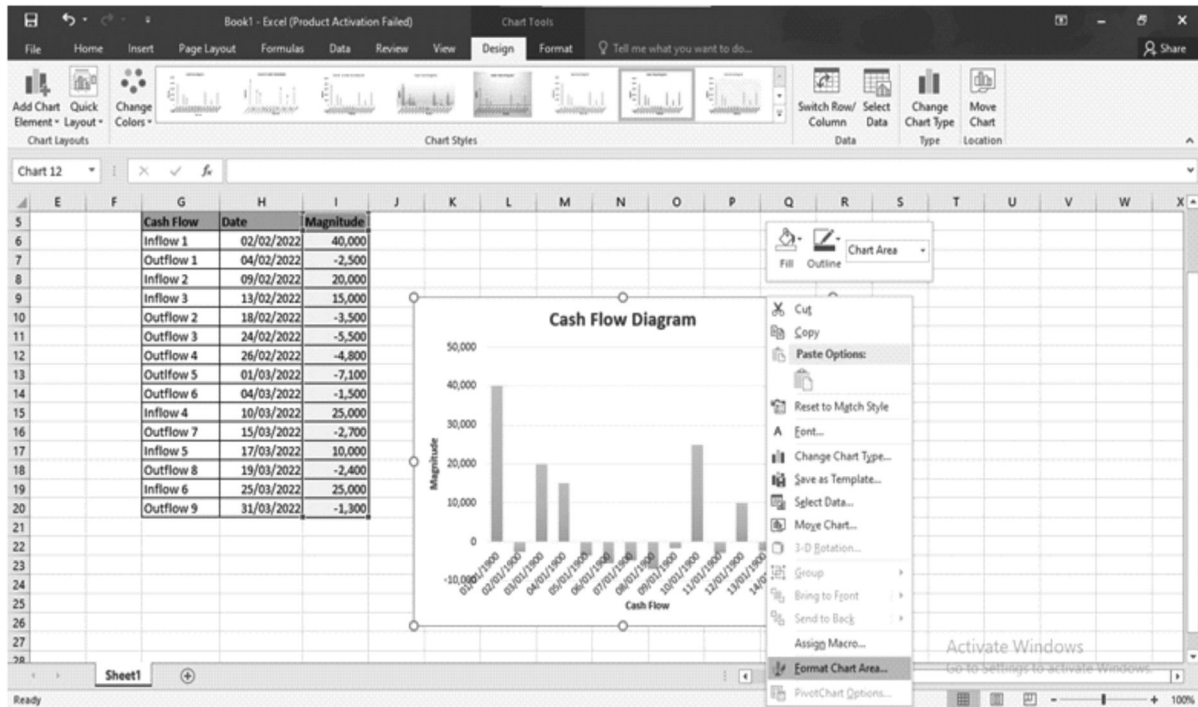 Book1 - Excel (Product Activation Failed)
Chart Tools
File Home Insert Page Layout Formulas Data Review View Design Format Tell me what you want to do... Share
Add Chart Element Quick Layout Change Colors Switch Row/ Column Select Data Change Chart Type Move Chart
Chart Layouts Chart Styles Data Type Location
Chart 12 fx
E F G H I J K L M N O P Q R S T U V W X
5 Cash Flow Date Magnitude
6 Inflow 1 02/02/2022 40,000
7 Outflow 1 04/02/2022 -2,500
8 Inflow 2 09/02/2022 20,000
9 Inflow 3 13/02/2022 15,000
10 Outflow 2 18/02/2022 -3,500
11 Outflow 3 24/02/2022 -5,500
12 Outflow 4 26/02/2022 -4,800
13 Outlfow 5 01/03/2022 -7,100
14 Outflow 6 04/03/2022 -1,500
15 Inflow 4 10/03/2022 25,000
16 Outflow 7 15/03/2022 -2,700
17 Inflow 5 17/03/2022 10,000
18 Outflow 8 19/03/2022 -2,400
19 Inflow 6 25/03/2022 25,000
20 Outflow 9 31/03/2022 -1,300
21
22
23
24
25
26
27
28
Cash Flow Diagram
50,000
40,000
30,000
20,000
10,000
0
-10,000
Magnitude
01/01/1900 02/01/1900 03/01/1900 04/01/1900 05/01/1900 06/01/1900 07/01/1900 08/01/1900 09/01/1900 10/01/1900 11/01/1900 12/01/1900 13/01/1900
Cash Flow
Fill Outline Chart Area
Cut
Copy
Paste Options:
Reset to Match Style
Font...
Change Chart Type...
Save as Template...
Select Data...
Move Chart...
3-D Rotation...
Group
Bring to Front
Send to Back
Assign Macro...
Format Chart Area...
PivotChart Options...
Activate Windows
Go to Settings to activate Windows.
Sheet1
Ready
100%